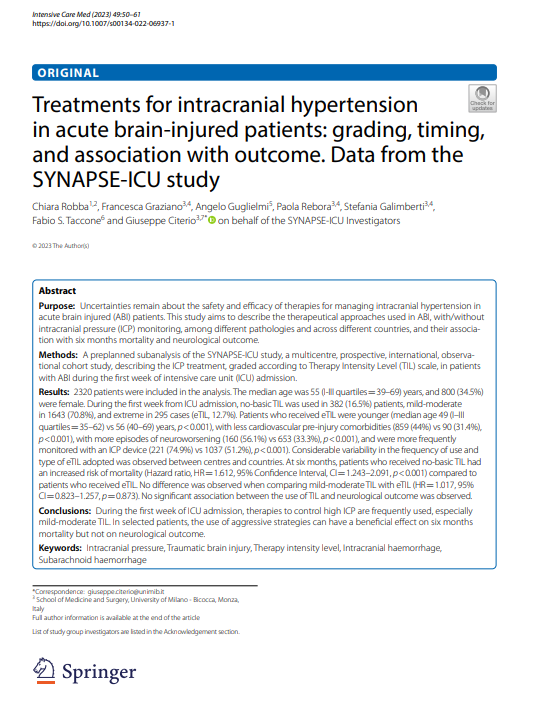 Intensive Care Med (2023) 49:50–61
https://doi.org/10.1007/s00134-022-06937-1
ORIGINAL
Check for
updates
Treatments for intracranial hypertension
in acute brain-injured patients: grading, timing,
and association with outcome. Data from the
SYNAPSE-ICU study
Chiara Robba1,2, Francesca Graziano3,4, Angelo Guglielmi5, Paola Rebora3,4, Stefania Galimberti3,4,
Fabio S. Taccone6 and Giuseppe Citerio3,7* on behalf of the SYNAPSE-ICU Investigators
© 2023 The Author(s)
Abstract
Purpose: Uncertainties remain about the safety and efficacy of therapies for managing intracranial hypertension in
acute brain injured (ABI) patients. This study aims to describe the therapeutical approaches used in ABI, with/without
intracranial pressure (ICP) monitoring, among different pathologies and across different countries, and their associa-
tion with six months mortality and neurological outcome.
Methods: A preplanned subanalysis of the SYNAPSE-ICU study, a multicentre, prospective, international, observa-
tional cohort study, describing the ICP treatment, graded according to Therapy Intensity Level (TIL) scale, in patients
with ABI during the first week of intensive care unit (ICU) admission.
Results: 2320 patients were included in the analysis. The median age was 55 (I-III quartiles=39–69) years, and 800 (34.5%)
were female. During the first week from ICU admission, no-basic TIL was used in 382 (16.5%) patients, mild-moderate
in 1643 (70.8%), and extreme in 295 cases (eTIL, 12.7%). Patients who received eTIL were younger (median age 49 (I–III
quartiles=35–62) vs 56 (40–69) years, p<0.001), with less cardiovascular pre-injury comorbidities (859 (44%) vs 90 (31.4%),
p<0.001), with more episodes of neuroworsening (160 (56.1%) vs 653 (33.3%), p<0.001), and were more frequently
monitored with an ICP device (221 (74.9%) vs 1037 (51.2%), p<0.001). Considerable variability in the frequency of use and
type of eTIL adopted was observed between centres and countries. At six months, patients who received no-basic TIL had
an increased risk of mortality (Hazard ratio, HR=1.612, 95% Confidence Interval, CI=1.243–2.091, p<0.001) compared to
patients who received eTIL. No difference was observed when comparing mild-moderate TIL with eTIL (HR=1.017, 95%
CI=0.823–1.257, p=0.873). No significant association between the use of TIL and neurological outcome was observed.
Conclusions: During the first week of ICU admission, therapies to control high ICP are frequently used, especially
mild-moderate TIL. In selected patients, the use of aggressive strategies can have a beneficial effect on six months
mortality but not on neurological outcome.
Keywords: Intracranial pressure, Traumatic brain injury, Therapy intensity level, Intracranial haemorrhage,
Subarachnoid haemorrhage
*Correspondence: giuseppe.citerio@unimib.it
3 School of Medicine and Surgery, University of Milano - Bicocca, Monza,
Italy
Full author information is available at the end of the article
List of study group investigators are listed in the Acknowledgement section.
Springer